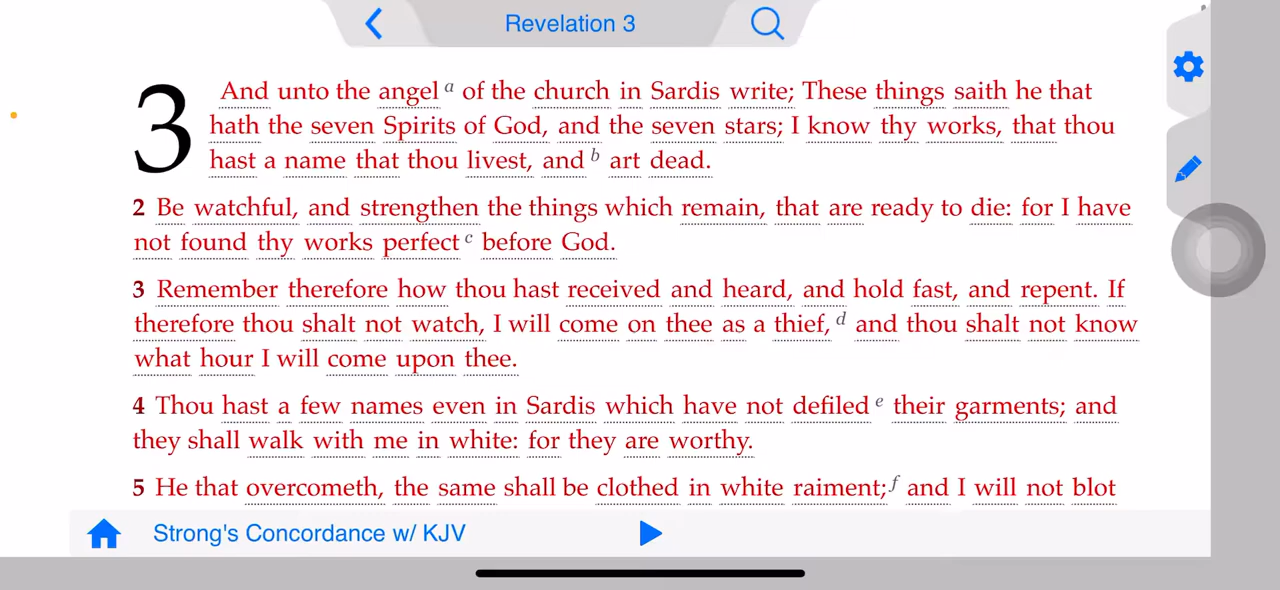 Revelation 3
3 And unto the angel a of the church in Sardis write; These things saith he that
hath the seven Spirits of God, and the seven stars; I know thy works, that thou
hast a name that thou livest, and b art dead.
2 Be watchful, and strengthen the things which remain, that are ready to die: for I have
not found thy works perfect c before God.
3 Remember therefore how thou hast received and heard, and hold fast, and repent. If
therefore thou shalt not watch, I will come on thee as a thief, d and thou shalt not know
what hour I will come upon thee.
4 Thou hast a few names even in Sardis which have not defiled e their garments; and
they shall walk with me in white: for they are worthy.
5 He that overcometh, the same shall be clothed in white raiment; f and I will not blot
Strong's Concordance w/ KJV